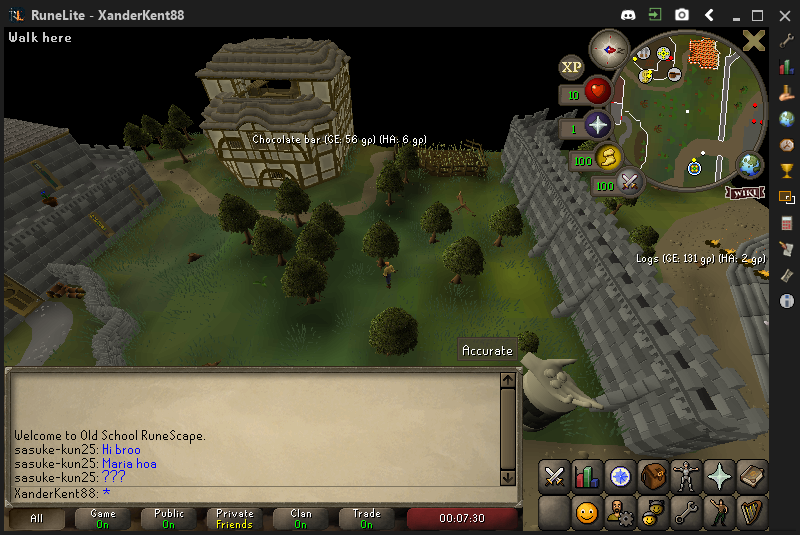 RuneLite - XanderKent88
Walk here
XP
10
Chocolate bar (GE: 56 gp) (HA: 6 gp)
1
100
100
WIKI
Logs (GE: 131 gp) (HA: 2 gp)
Accurate
Welcome to Old School RuneScape.
sasuke-kun25: Hi broo
sasuke-kun25: Maria hoa
sasuke-kun25: ???
XanderKent88: *
All
Game
On
Public
On
Private
Friends
Clan
On
Trade
On
00:07:30